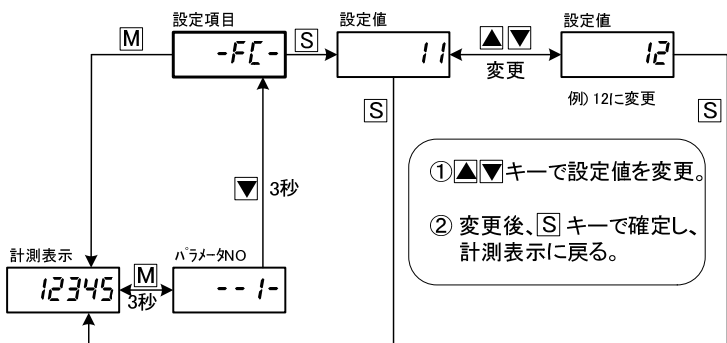 設定項目
設定値
設定値
M
-FC-
S
11
▲▼
変更
12
例) 12に変更
S
S
▼ 3秒
①▲▼キーで設定値を変更。
② 変更後、Sキーで確定し、
計測表示に戻る。
計測表示
パラメータNO
12345
M
3秒
--1-